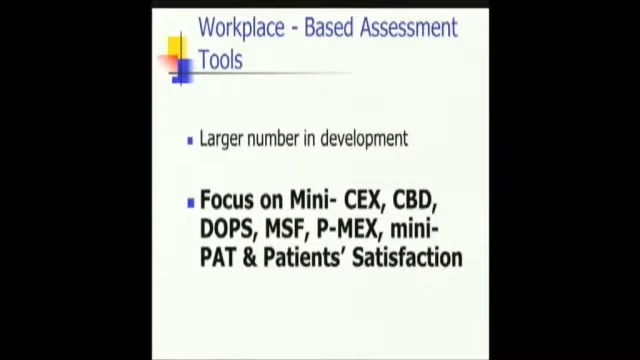 Workplace - Based Assessment
Tools
Larger number in development
Focus on Mini- CEX, CBD,
DOPS, MSF, P-MEX, mini-
PAT & Patients’ Satisfaction